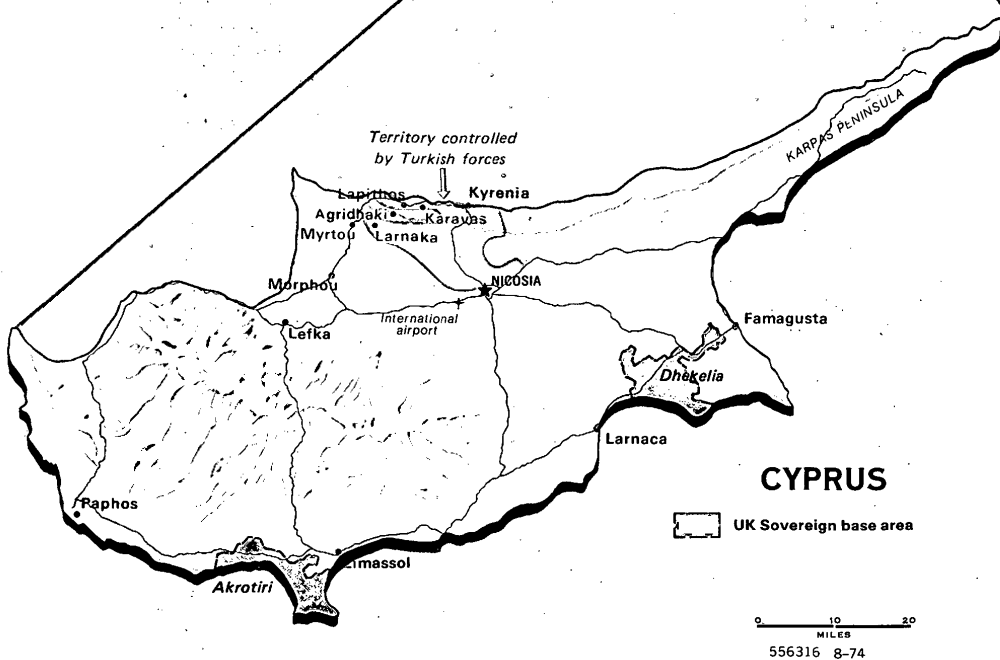 Territory controlled
by Turkish forces
KARPAS PENINSULA
Lapithos
Kyrenia
Agridhaki
Karavas
Myrtou
Larnaka
Morphou
NICOSIA
International
airport
Lefka
Famagusta
Dhekelia
Larnaca
CYPRUS
Paphos
UK Sovereign base area
Limassol
Akrotiri
0 10 20
MILES
556316 8-74